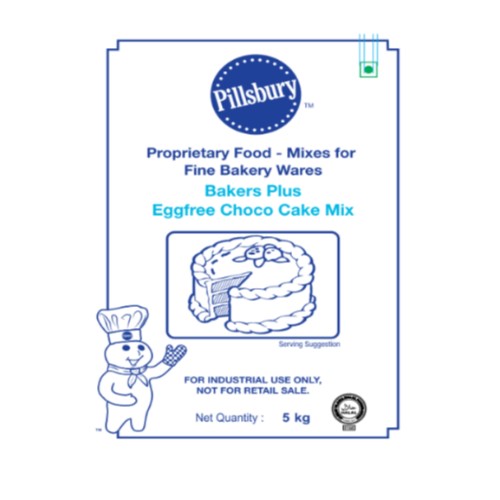 Pillsbury
TM
Proprietary Food - Mixes for
Fine Bakery Wares
Bakers Plus
Eggfree Choco Cake Mix
Serving Suggestion
FOR INDUSTRIAL USE ONLY,
NOT FOR RETAIL SALE.
Net Quantity : 5 kg
TM